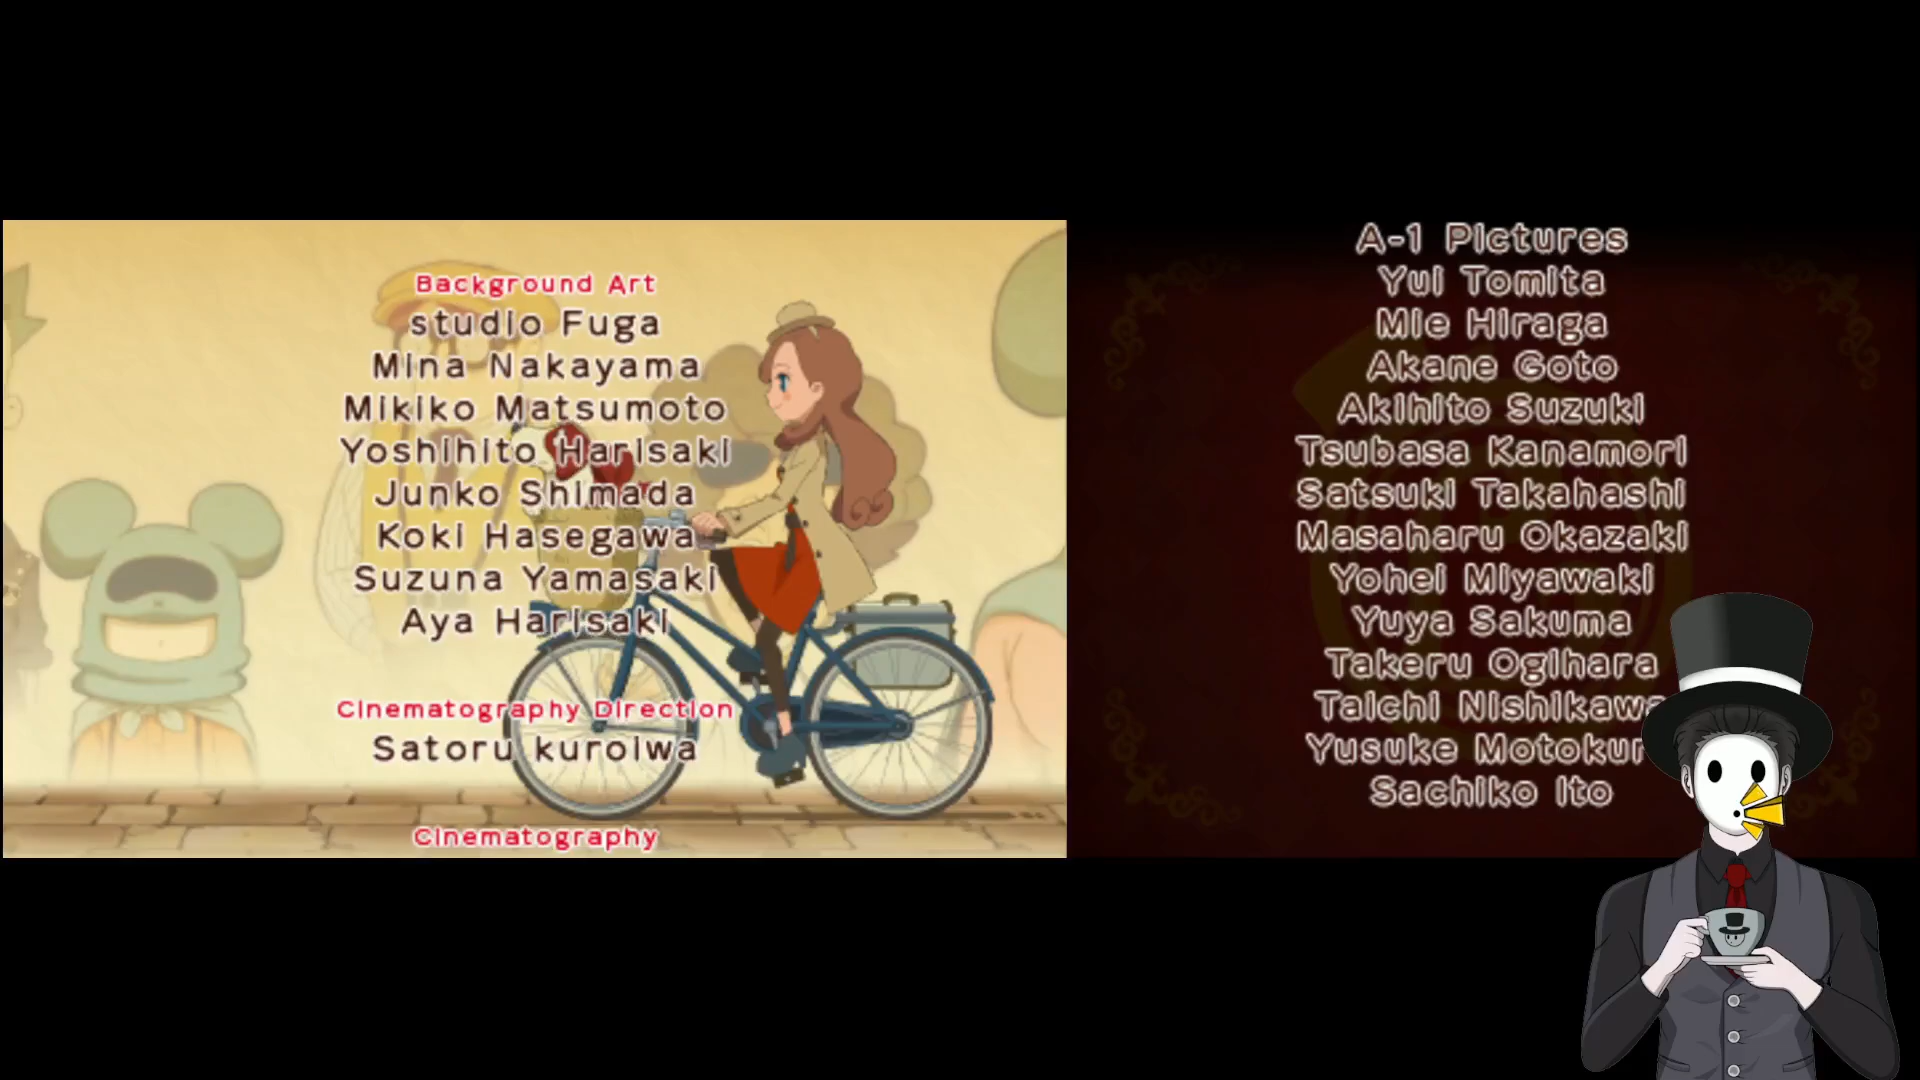 Background Art
studio Fuga
Mina Nakayama
Mikiko Matsumoto
Yoshihito Harisaki
Junko Shimada
Koki Hasegawa
Suzuna Yamasaki
Aya Harisaki
Cinematography Direction
Satoru kuroiwa
Cinematography
A-1 Pictures
Yui Tomita
Mie Hiraga
Akane Goto
Akihito Suzuki
Tsubasa Kanamori
Satsuki Takahashi
Masaharu Okazaki
Yohei Miyawaki
Yuya Sakuma
Takeru Ogihara
Taichi Nishikawa
Yusuke
Sachiko Ito